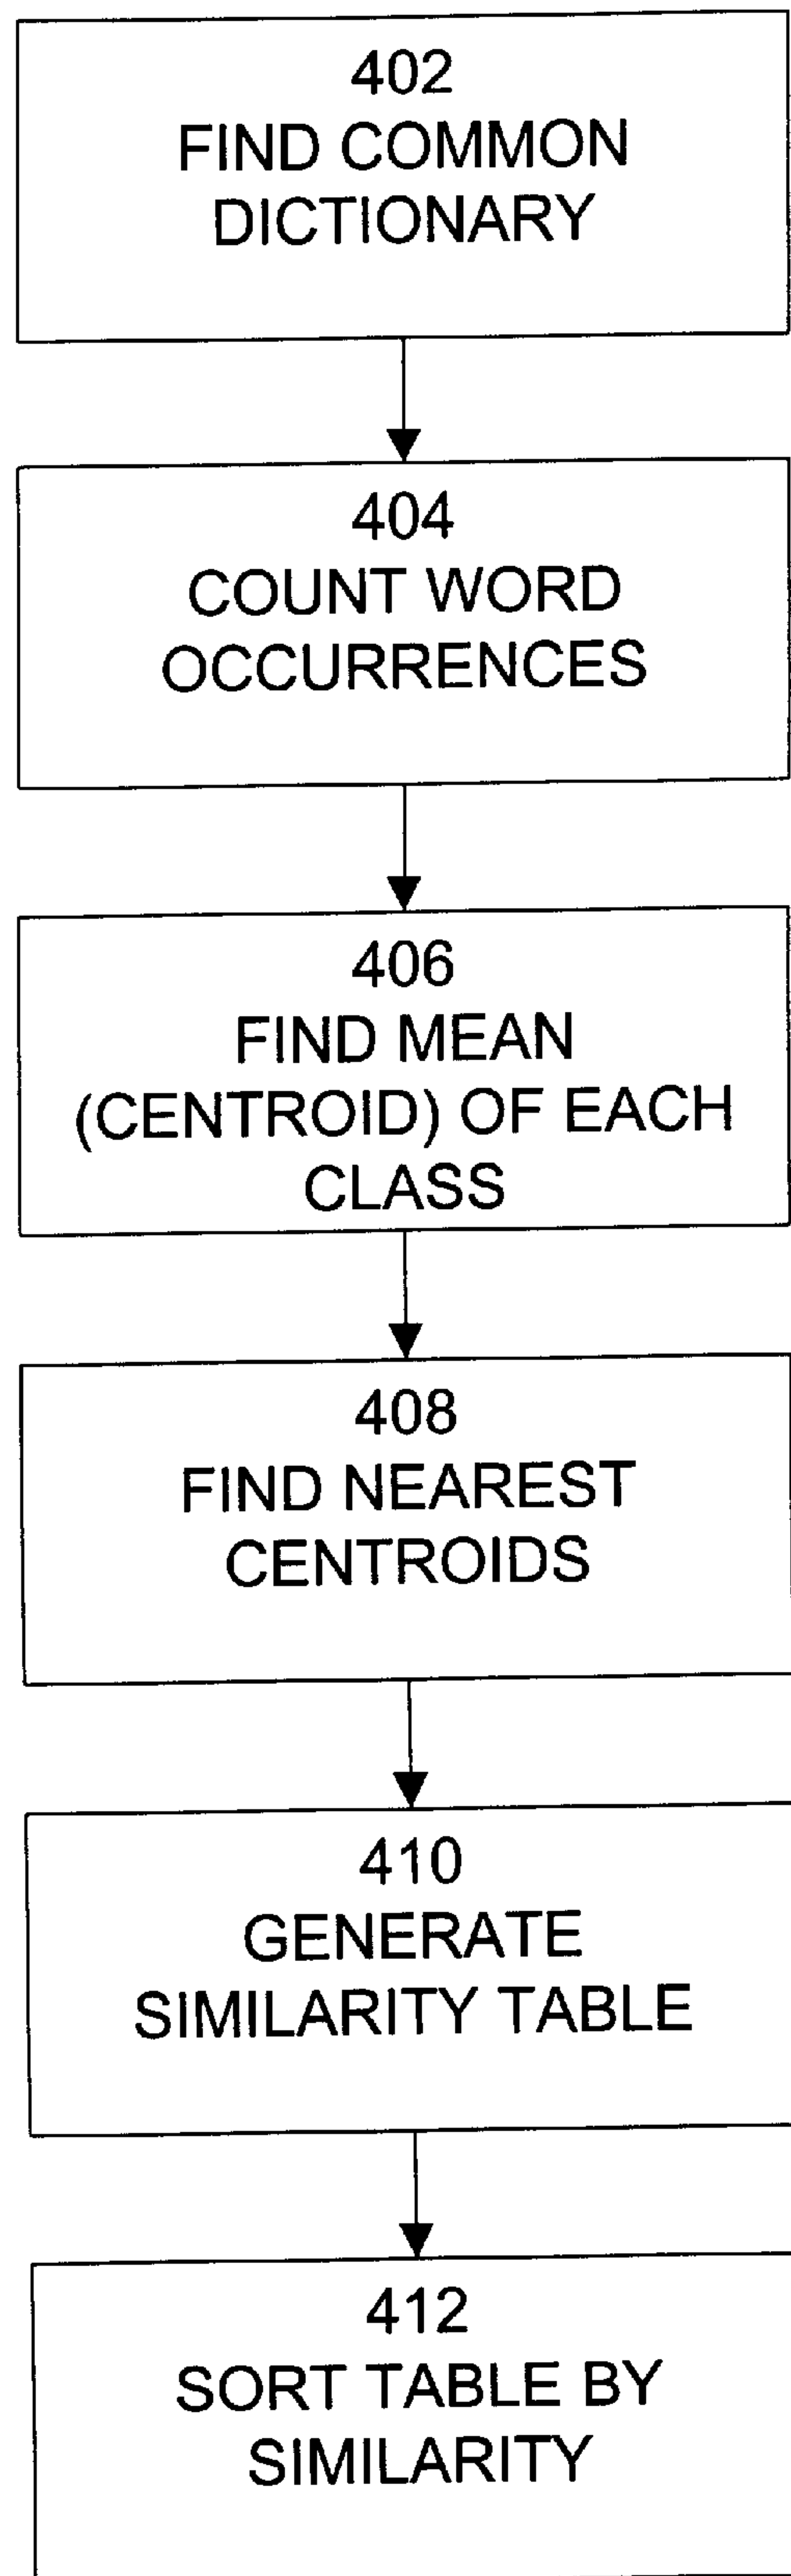 402
FIND COMMON
DICTIONARY
404
COUNT WORD
OCCURRENCES
406
FIND MEAN
(CENTROID) OF EACH
CLASS
408
FIND NEAREST
CENTROIDS
410
GENERATE
SIMILARITY TABLE
412
SORT TABLE BY
SIMILARITY